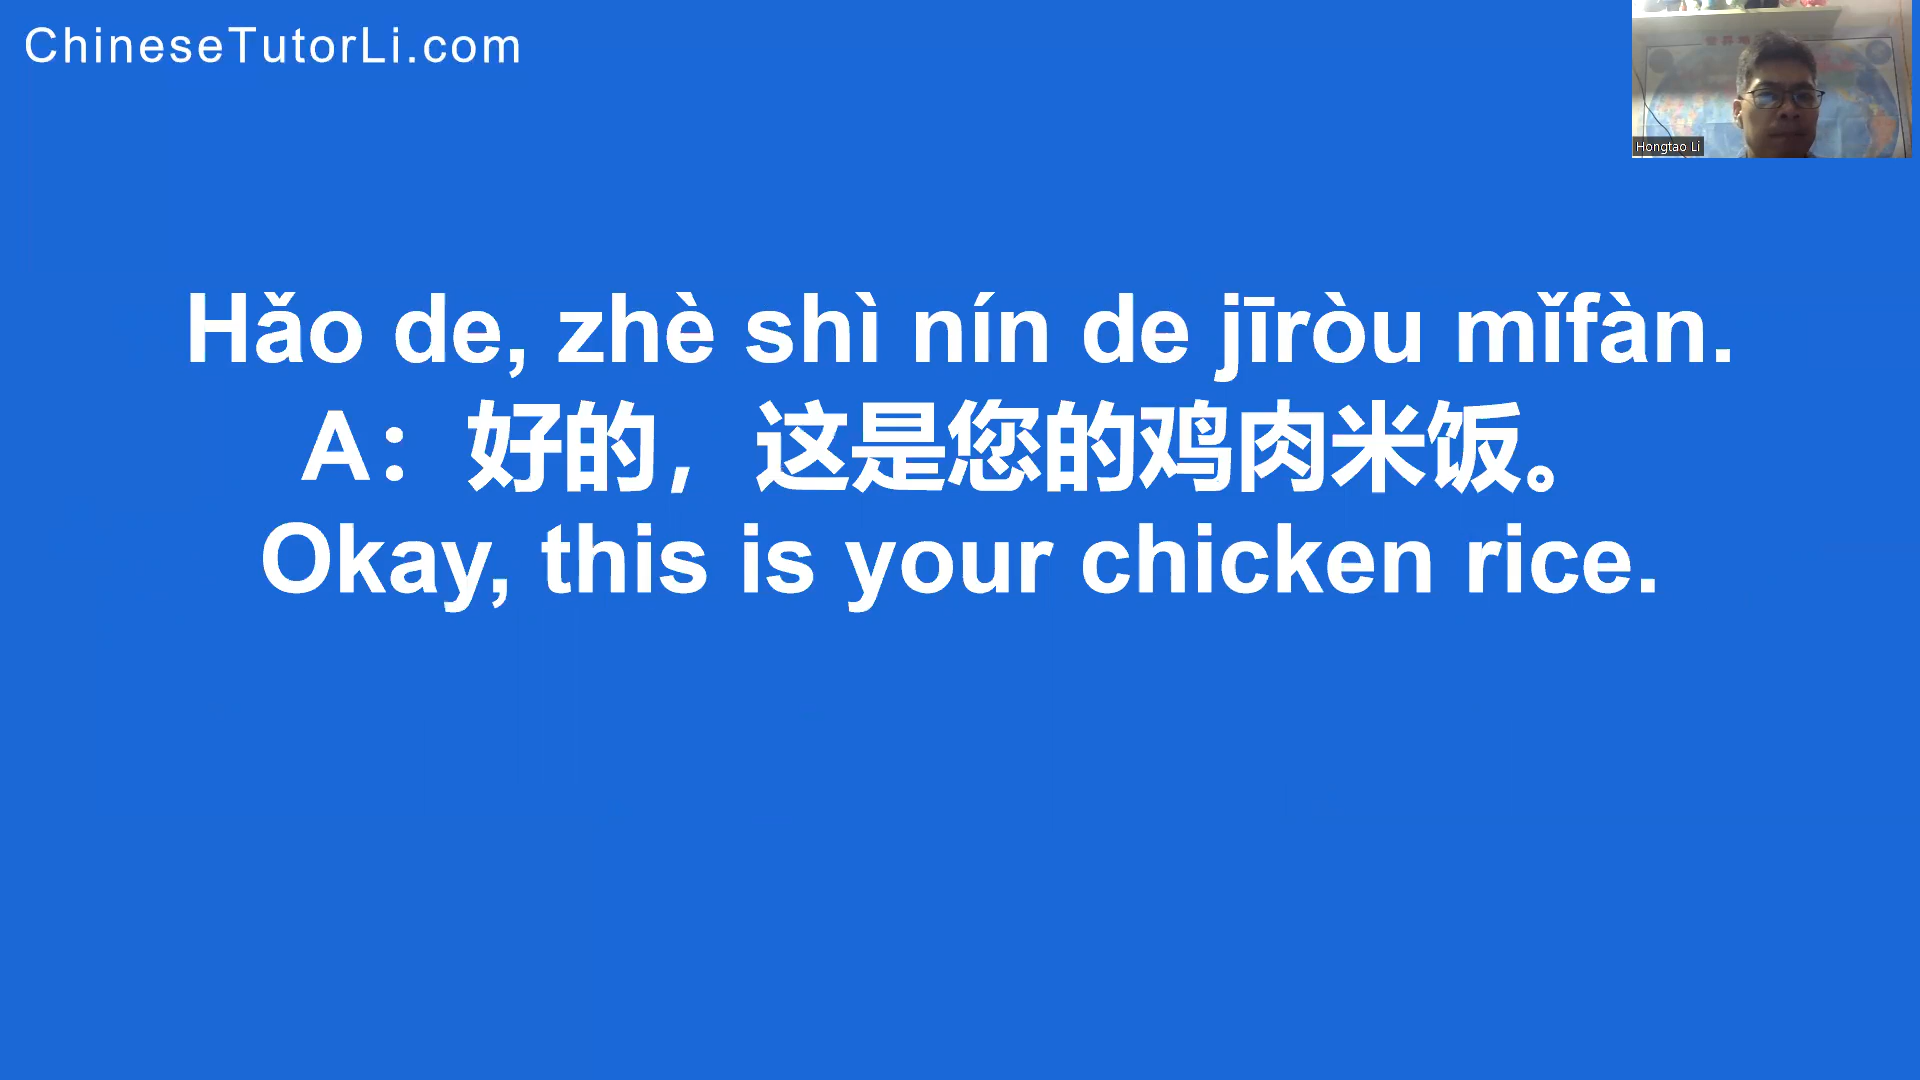 ChineseTutorLi.com
Hongtao Li
Hǎo de, zhè shì nín de jīròu mǐfàn.
A：好的，这是您的鸡肉米饭。
Okay, this is your chicken rice.